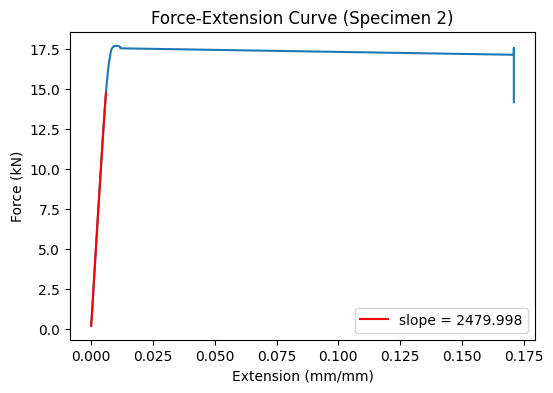 Force-Extension Curve (Specimen 2)
17.5
15.0
12.5
10.0
7.5
5.0
2.5
0.0
Force (kN)
slope = 2479.998
0.000 0.025 0.050 0.075 0.100 0.125 0.150 0.175
Extension (mm/mm)